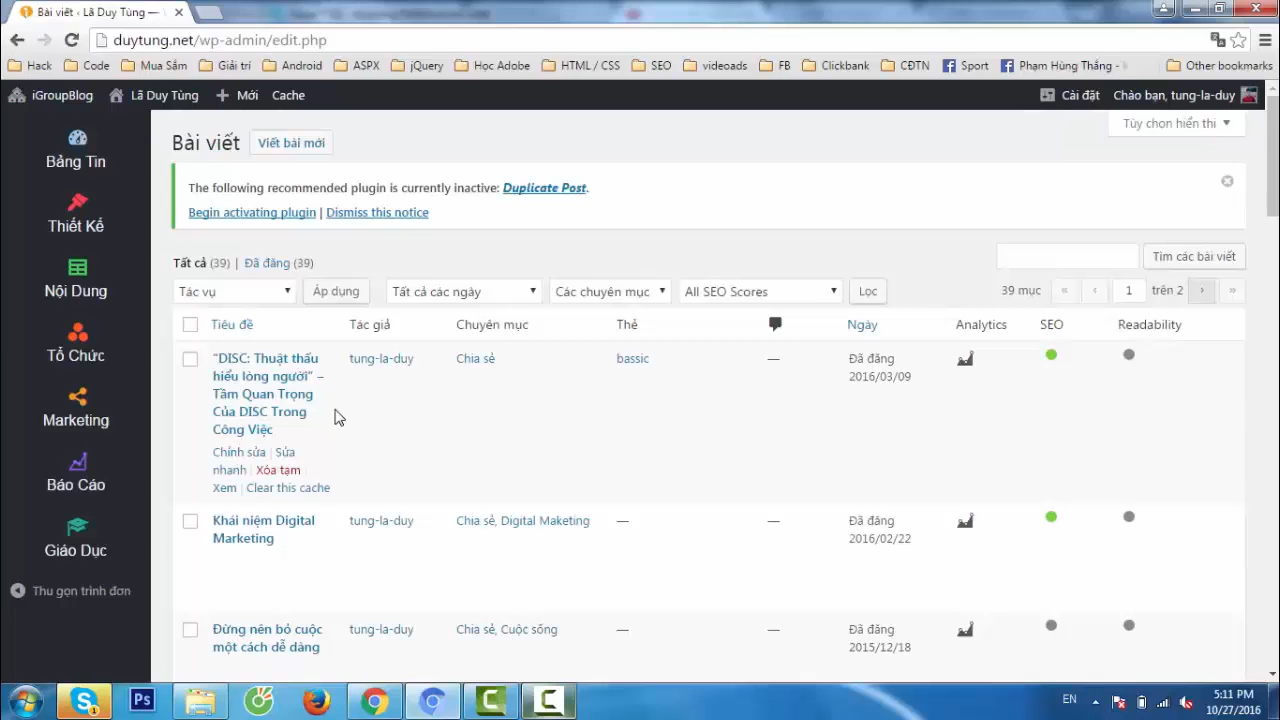 Bài viết ‹ Lã Duy Tùng —
duytung.net/wp-admin/edit.php
Hack Code Mua Sắm Giải trí Android ASPX jQuery Học Adobe HTML / CSS SEO videoads FB Clickbank CĐTN Sport Phạm Hùng Thắng - Other bookmarks
iGroupBlog Lã Duy Tùng Mới Cache Cài đặt Chào bạn, tung-la-duy
Tùy chọn hiển thị
Bảng Tin
Thiết Kế
Nội Dung
Tổ Chức
Marketing
Báo Cáo
Giáo Dục
Thu gọn trình đơn
Bài viết Viết bài mới
The following recommended plugin is currently inactive: Duplicate Post.
Begin activating plugin | Dismiss this notice
Tất cả (39) | Đã đăng (39)
Tìm các bài viết
Tác vụ Áp dụng Tất cả các ngày Các chuyên mục All SEO Scores Lọc 39 mục « ‹ 1 trên 2 › »
Tiêu đề Tác giả Chuyên mục Thẻ Ngày Analytics SEO Readability
“DISC: Thuật thấu
hiểu lòng người” –
Tầm Quan Trọng
Của DISC Trong
Công Việc
tung-la-duy Chia sẻ bassic — Đã đăng
2016/03/09
Chỉnh sửa | Sửa
nhanh | Xóa tạm
Xem | Clear this cache
Khái niệm Digital
Marketing
tung-la-duy Chia sẻ, Digital Maketing — — Đã đăng
2016/02/22
Đừng nên bỏ cuộc
một cách dễ dàng
tung-la-duy Chia sẻ, Cuộc sống — — Đã đăng
2015/12/18
Ps
EN
5:11 PM
10/27/2016